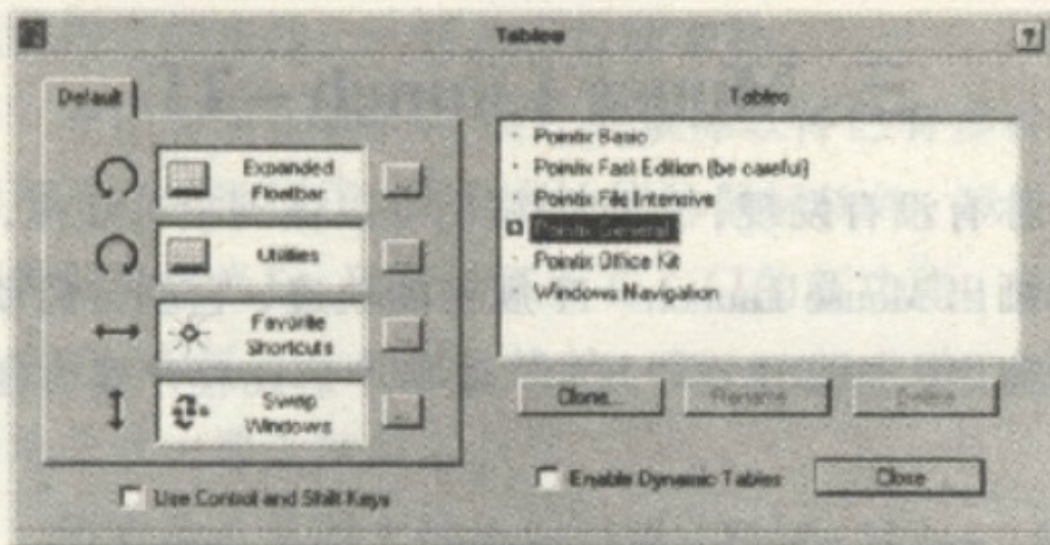 Tables
?
Default
Tables
Expanded
Floatbar
Utilities
Favorite
Shortcuts
Swap
Windows
...
...
...
...
Pointix Basic
Pointix Fast Edition (be careful)
Pointix File Intensive
Pointix General
Pointix Office Kit
Windows Navigation
Clone...
Rename
Delete
Use Control and Shift Keys
Enable Dynamic Tables
Close